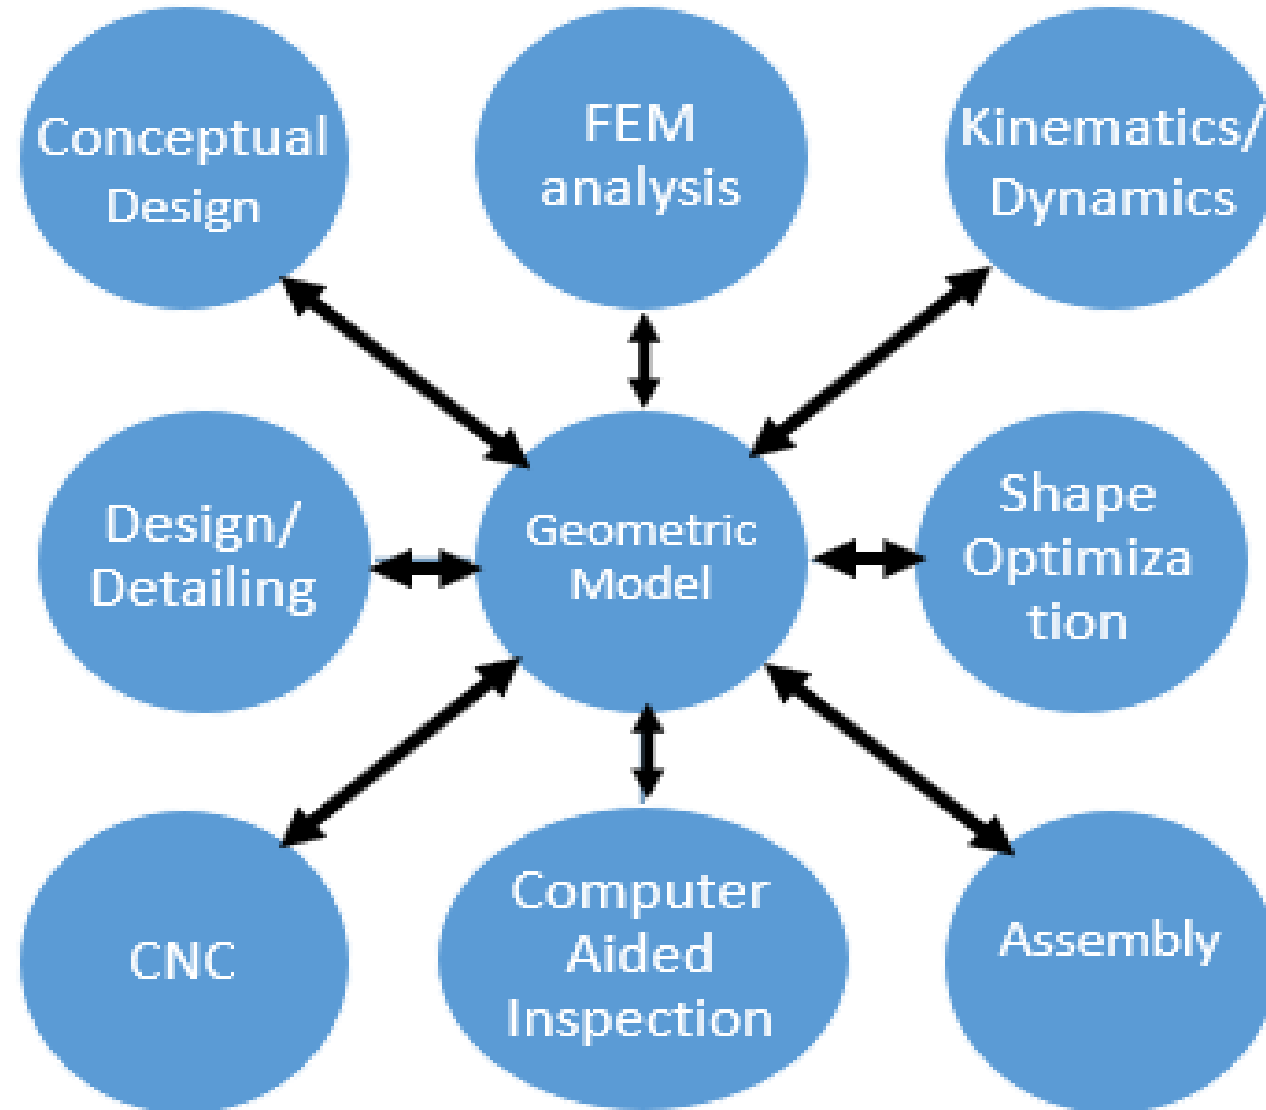 Conceptual
Design
FEM
analysis
Kinematics/
Dynamics
Design/
Detailing
Geometric
Model
Shape
Optimiza
tion
CNC
Computer
Aided
Inspection
Assembly